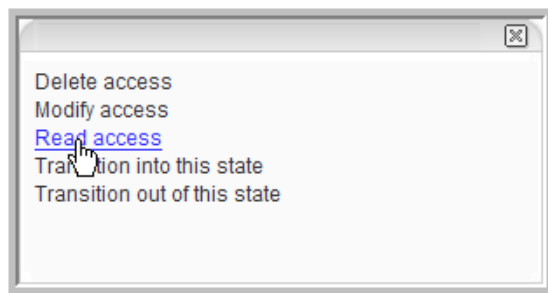 Delete access
Modify access
Read access
Transition into this state
Transition out of this state